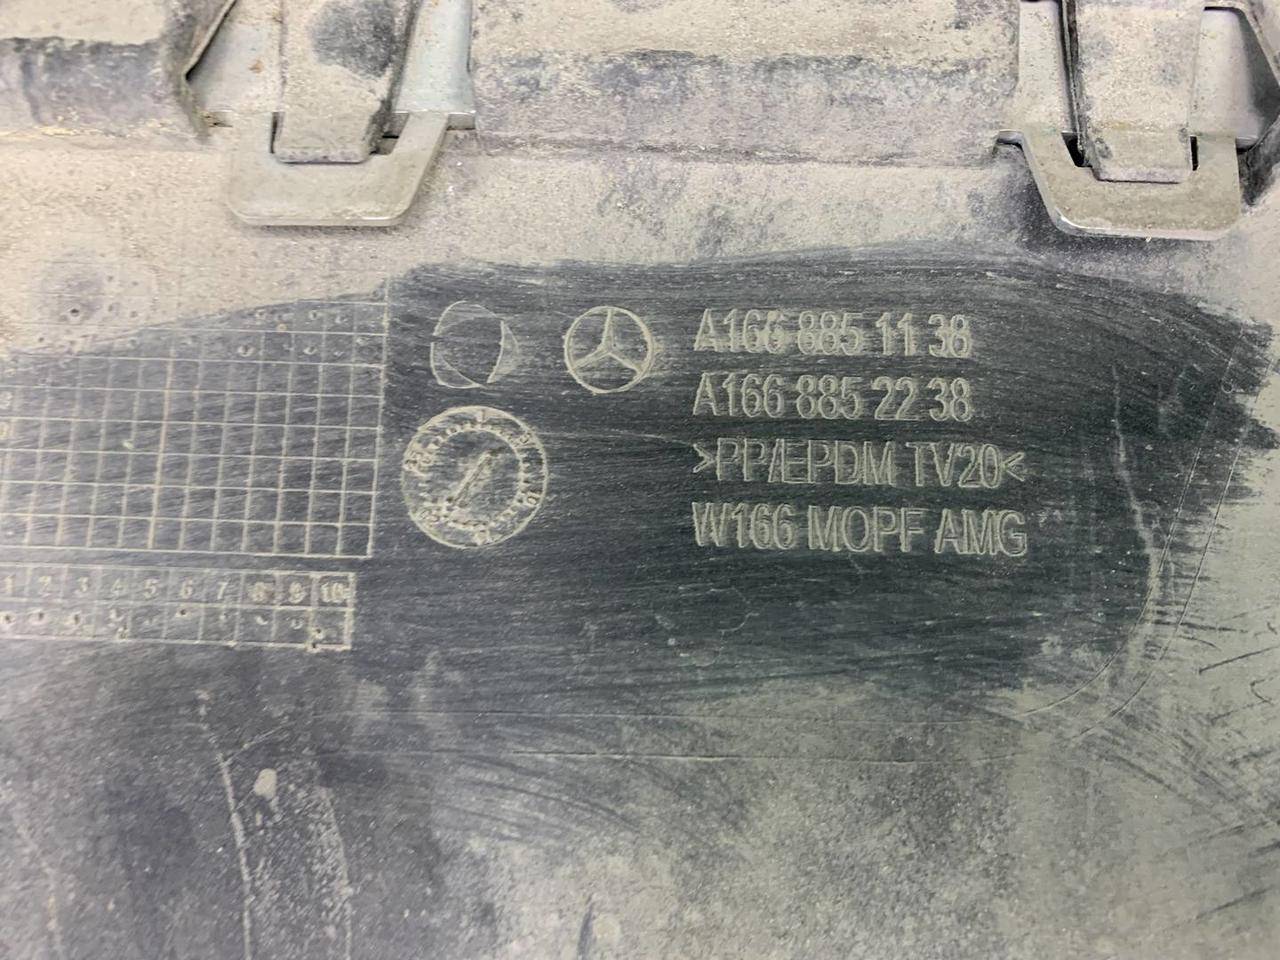 A166 885 11 38
A166 885 22 38
>PP/EPDM TV20<
W166 MOPF AMG
1 2 3 4 5 6 7 8 9 10